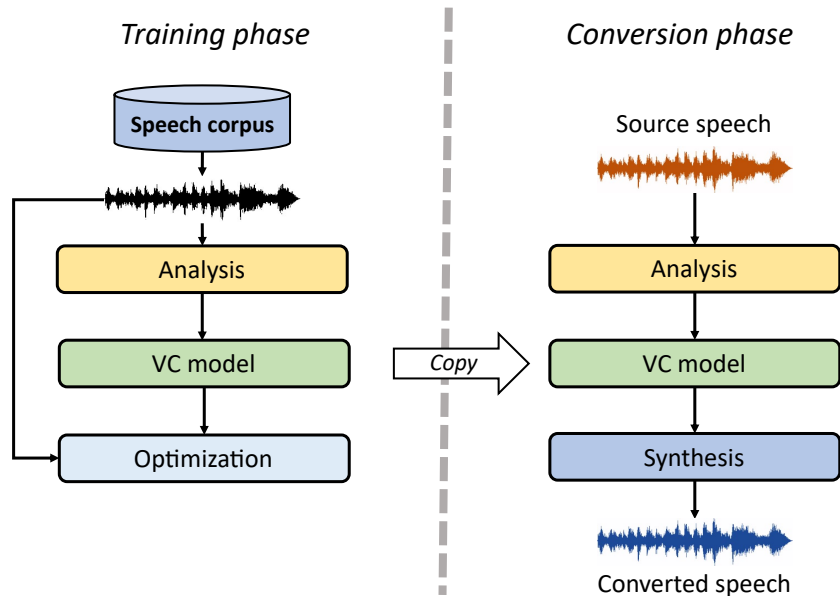 Training phase
Speech corpus
Analysis
VC model
Optimization
Copy
Conversion phase
Source speech
Analysis
VC model
Synthesis
Converted speech